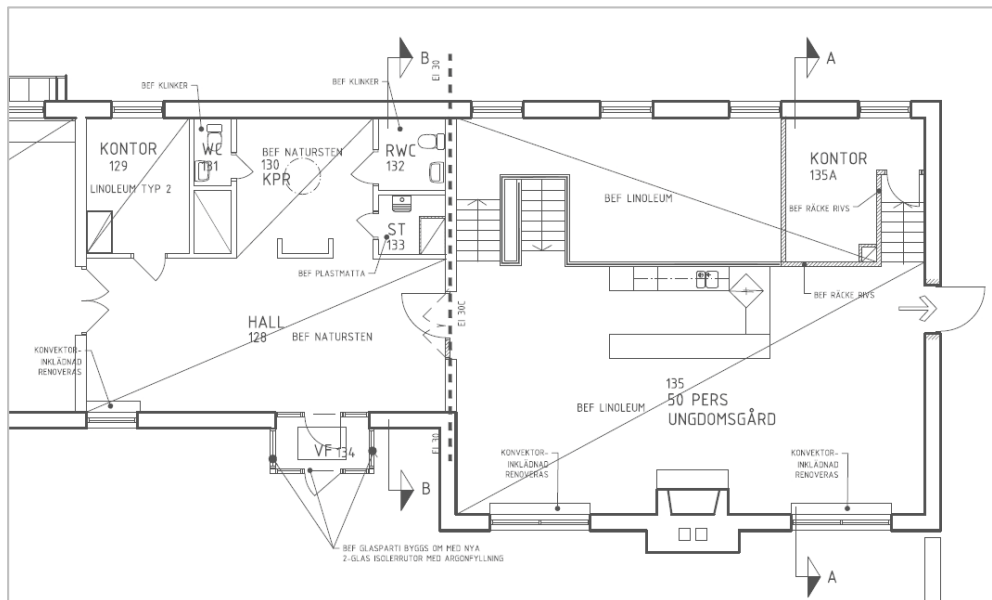 B
A
EI 30
BEF KLINKER
BEF KLINKER
KONTOR
129
LINOLEUM TYP 2
WC
131
BEF NATURSTEN
130
KPR
RWC
132
KONTOR
135A
BEF LINOLEUM
BEF RÄCKE RIVS
ST
133
BEF PLASTMATTA
BEF RÄCKE RIVS
EI 30C
HALL
128
BEF NATURSTEN
KONVEKTOR-
INKLÄDNAD
RENOVERAS
135
50 PERS
UNGDOMSGÅRD
BEF LINOLEUM
VF 134
EI 30
KONVEKTOR-
INKLÄDNAD
RENOVERAS
KONVEKTOR-
INKLÄDNAD
RENOVERAS
B
BEF GLASPARTI BYGGS OM MED NYA
2-GLAS ISOLERRUTOR MED ARGONFYLLNING
A